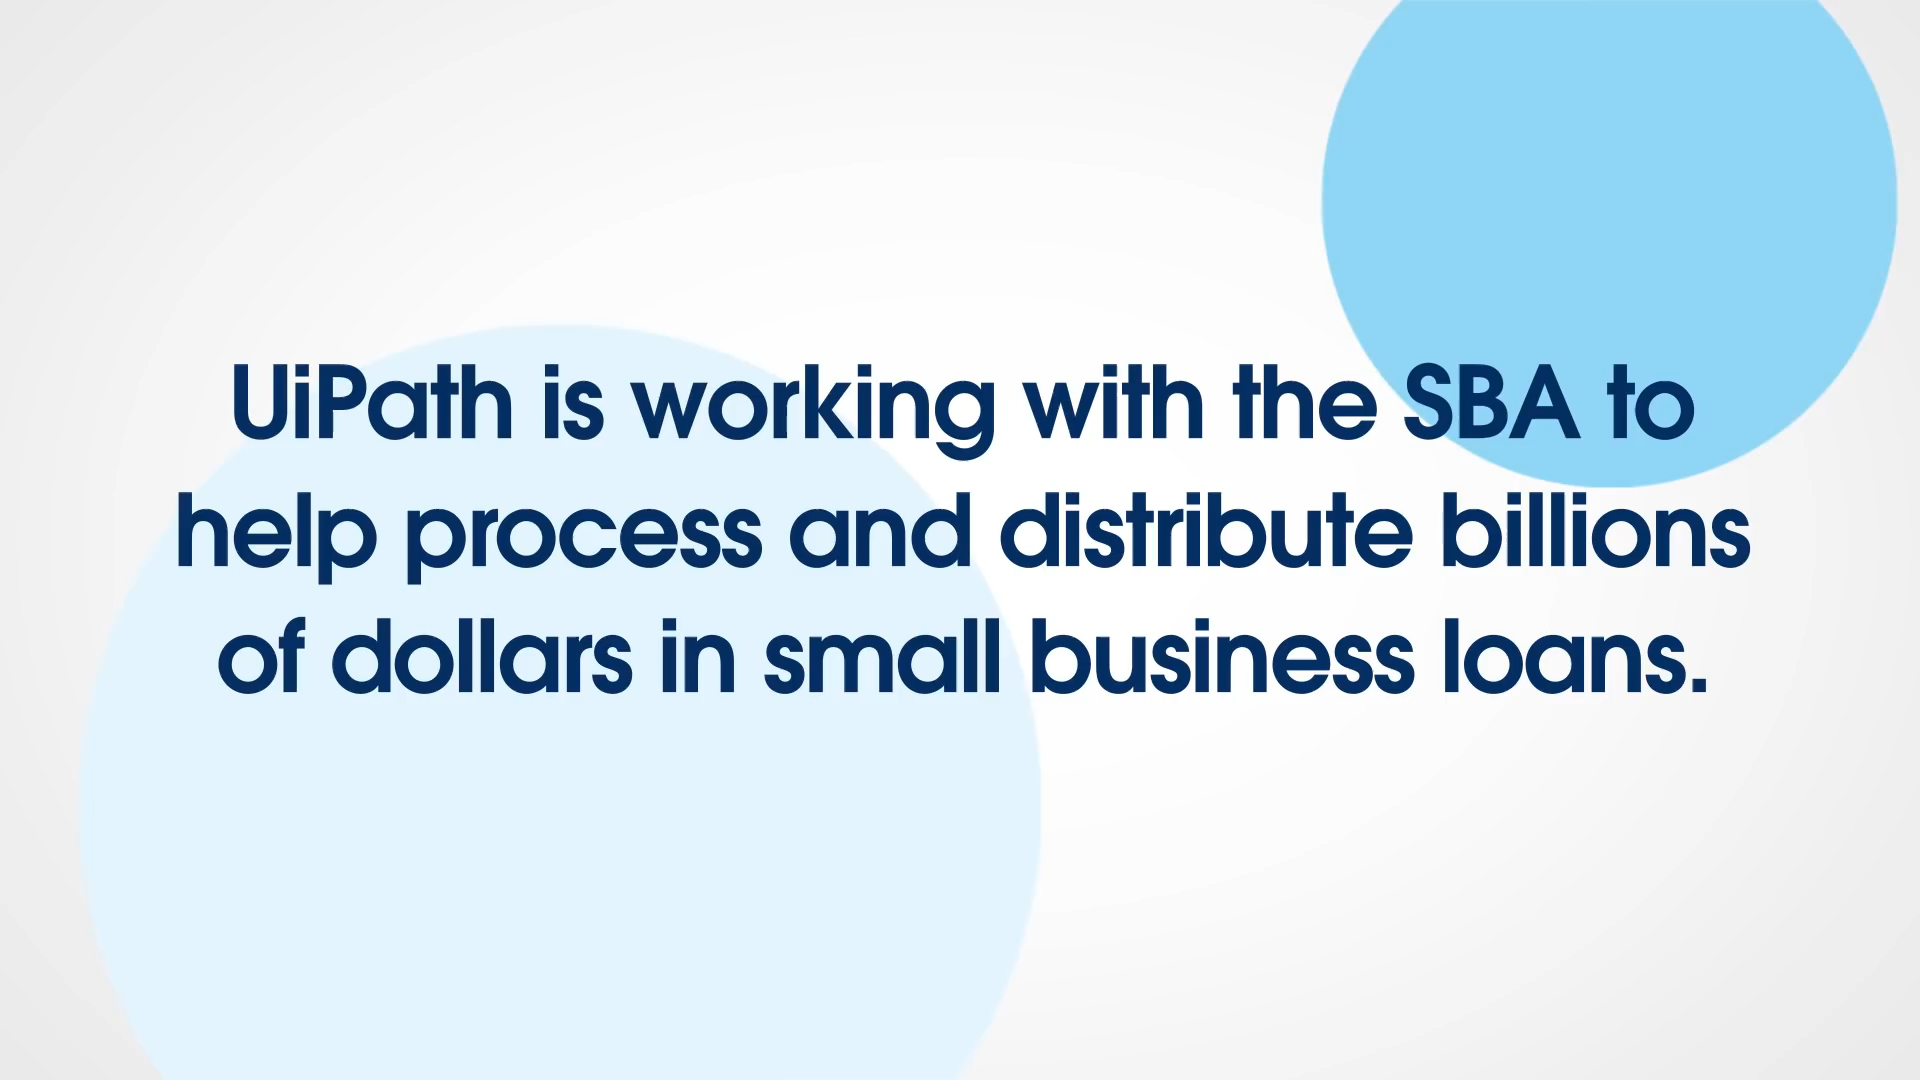 UiPath is working with the SBA to
help process and distribute billions
of dollars in small business loans.